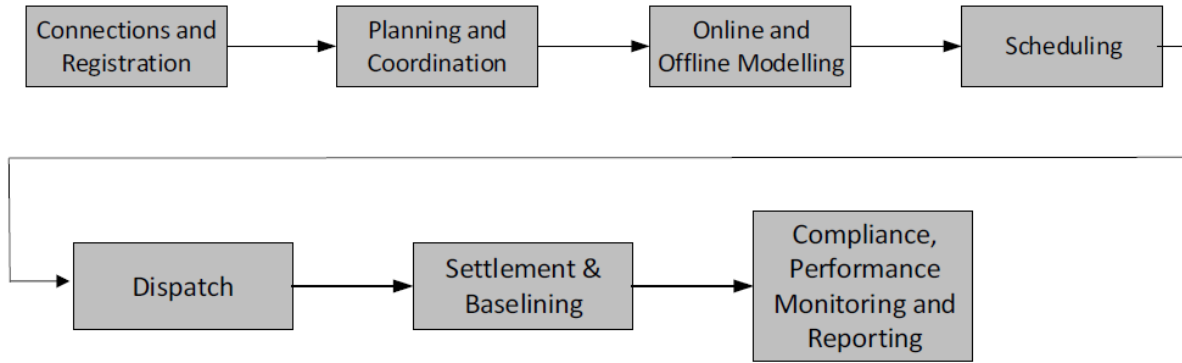 Connections and
Registration
Planning and
Coordination
Online and
Offline Modelling
Scheduling
Dispatch
Settlement &
Baselining
Compliance,
Performance
Monitoring and
Reporting